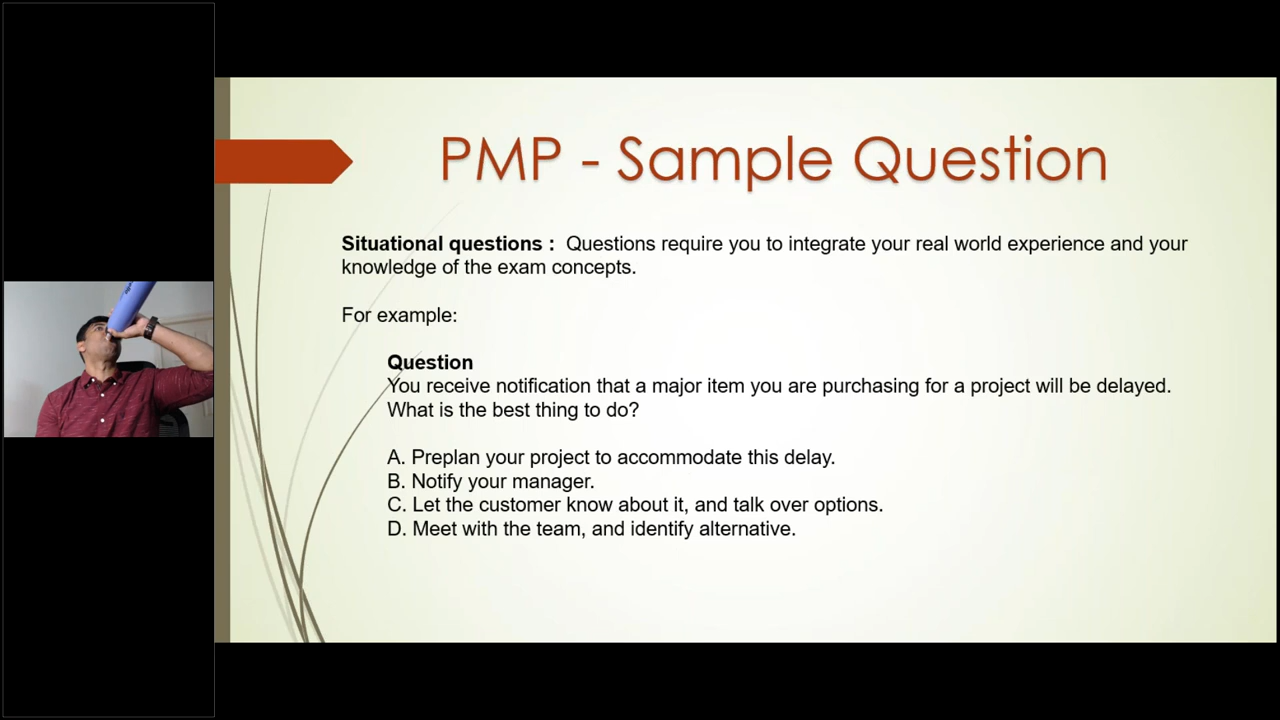 PMP - Sample Question
Situational questions : Questions require you to integrate your real world experience and your
knowledge of the exam concepts.
For example:
Question
You receive notification that a major item you are purchasing for a project will be delayed.
What is the best thing to do?
A. Preplan your project to accommodate this delay.
B. Notify your manager.
C. Let the customer know about it, and talk over options.
D. Meet with the team, and identify alternative.